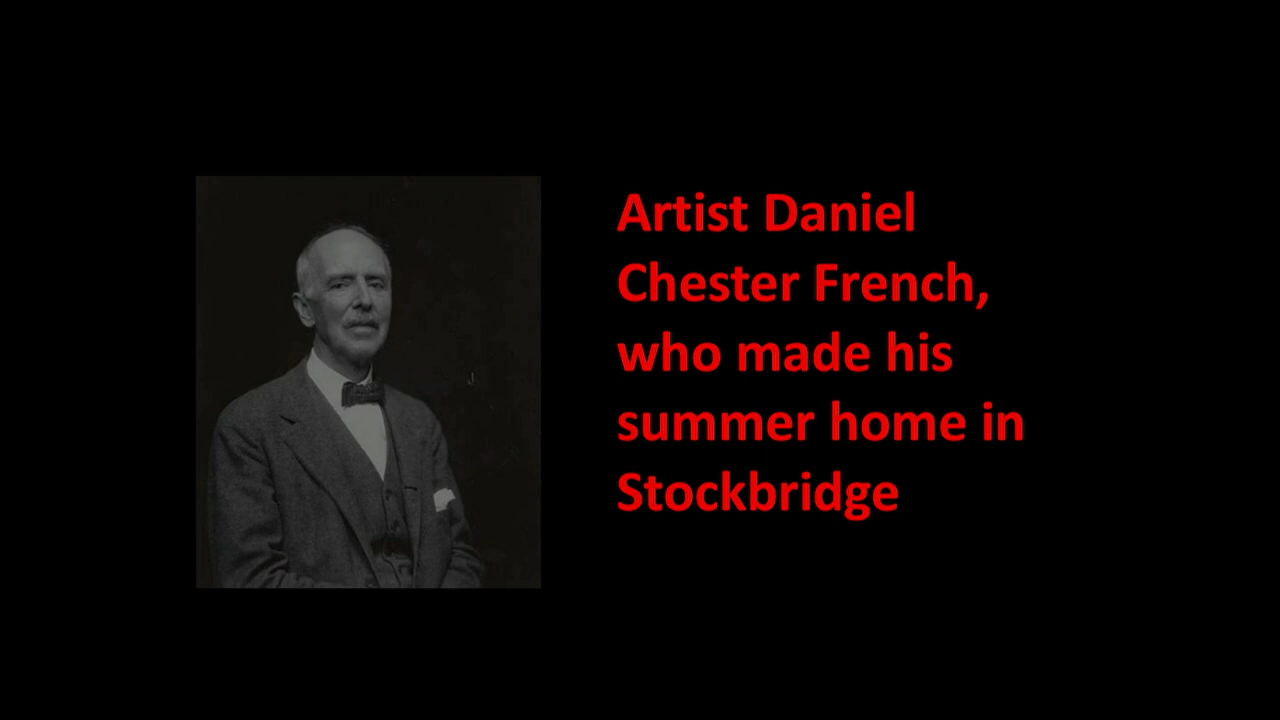 Artist Daniel
Chester French,
who made his
summer home in
Stockbridge